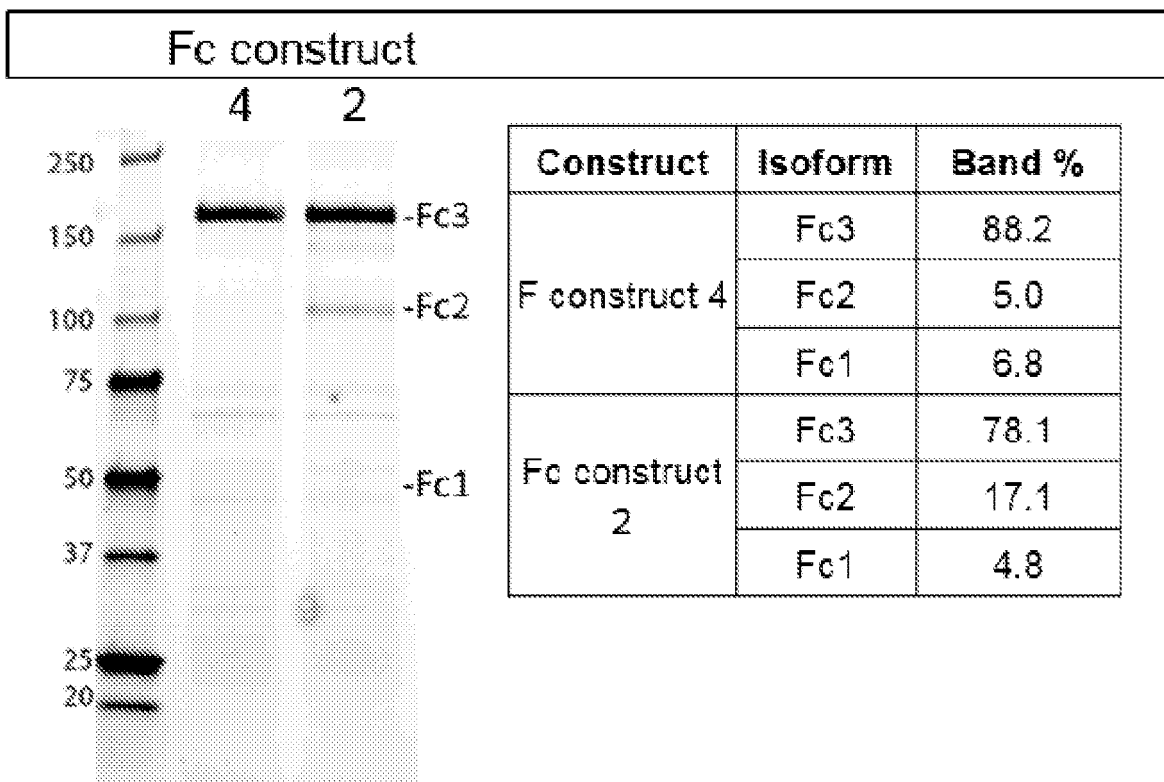 Fc construct
4 2
250
150
100
75
50
37
25
20
-Fc3
-Fc2
-Fc1
Construct Isoform Band %
F construct 4
Fc3 88.2
Fc2 5.0
Fc1 6.8
Fc construct
2
Fc3 78.1
Fc2 17.1
Fc1 4.8